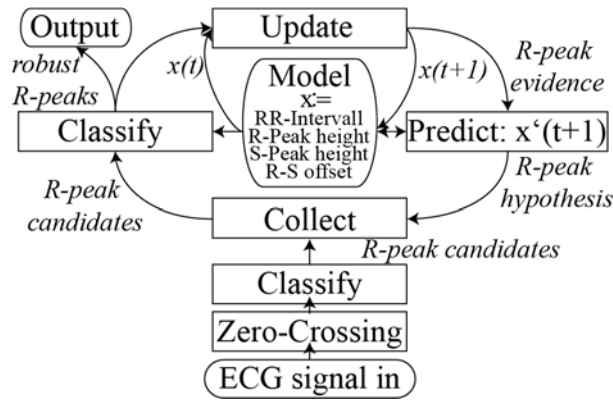 Output
Update
robust
R-peaks
x(t)
x(t+1)
R-peak
evidence
Model
x:=
RR-Intervall
R-Peak height
S-Peak height
R-S offset
Classify
Predict: x‘(t+1)
R-peak
candidates
R-peak
hypothesis
Collect
R-peak candidates
Classify
Zero-Crossing
ECG signal in